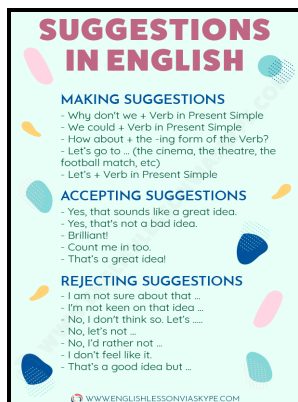 SUGGESTIONS
IN ENGLISH
MAKING SUGGESTIONS
- Why don't we + Verb in Present Simple
- We could + Verb in Present Simple
- How about + the -ing form of the Verb?
- Let's go to ... (the cinema, the theatre, the
football match, etc)
- Let's + Verb in Present Simple
ACCEPTING SUGGESTIONS
- Yes, that sounds like a great idea.
- Yes, that's not a bad idea.
- Brilliant!
- Count me in too.
- That's a great idea!
REJECTING SUGGESTIONS
- I am not sure about that ...
- I'm not keen on that idea ...
- No, I don't think so. Let's .....
- No, let's not ...
- No, I'd rather not ...
- I don't feel like it.
- That's a good idea but ...
WWW.ENGLISHLESSONVIASKYPE.COM